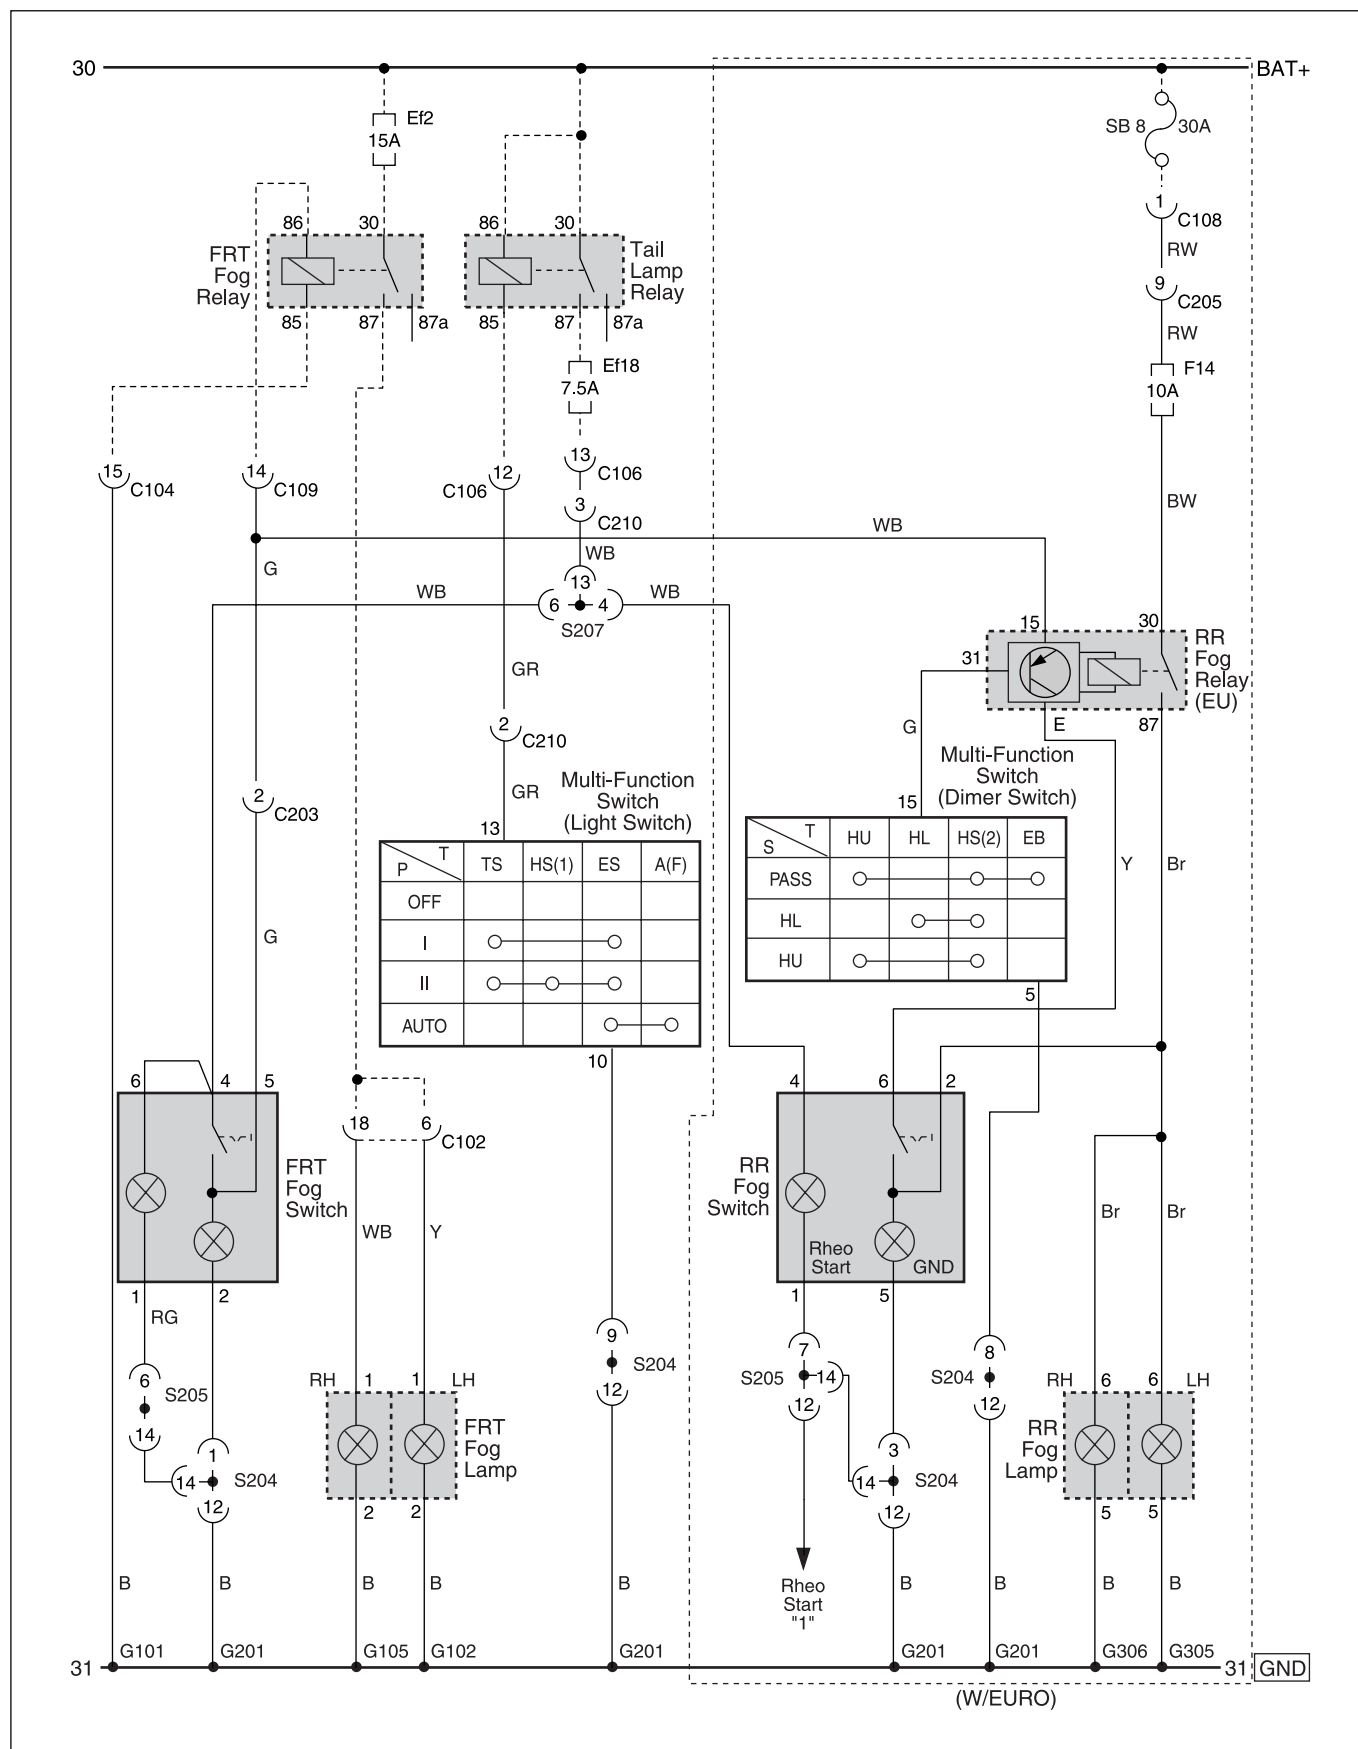 30
BAT+
Ef2
15A
SB 8
30A
1
C108
RW
9
C205
RW
F14
10A
BW
86
30
FRT
Fog
Relay
85
87
87a
86
30
Tail
Lamp
Relay
85
87
87a
Ef18
7.5A
15
C104
14
C109
12
C106
13
C106
3
C210
WB
WB
G
WB
13
6
4
S207
WB
GR
2
C210
GR
15
30
31
RR
Fog
Relay
(EU)
E
87
G
Y
Br
2
C203
G
Multi-Function
Switch
(Light Switch)
13
T
P
TS
HS(1)
ES
A(F)
OFF
I
II
AUTO
10
Multi-Function
Switch
(Dimer Switch)
15
T
S
HU
HL
HS(2)
EB
PASS
HL
HU
5
6
4
5
FRT
Fog
Switch
1
2
RG
18
6
C102
WB
Y
4
6
2
RR
Fog
Switch
Rheo
Start
GND
1
5
Br
Br
6
S205
14
1
14
S204
12
RH
1
1
LH
FRT
Fog
Lamp
2
2
9
S204
12
7
S205
14
12
3
14
S204
12
8
S204
12
RH
6
6
LH
RR
Fog
Lamp
5
5
Rheo
Start
"1"
B
B
B
B
B
B
B
B
B
31
G101
G201
G105
G102
G201
G201
G201
G306
G305
31
GND
(W/EURO)